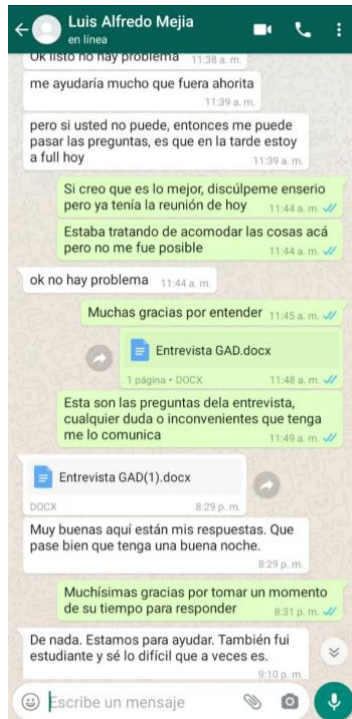 Luis Alfredo Mejia
en línea
Ok listo no hay problema 11:38 a. m.
me ayudaría mucho que fuera ahorita
11:39 a. m.
pero si usted no puede, entonces me puede
pasar las preguntas, es que en la tarde estoy
a full hoy 11:39 a. m.
Si creo que es lo mejor, discúlpeme enserio
pero ya tenía la reunión de hoy 11:44 a. m.
Estaba tratando de acomodar las cosas acá
pero no me fue posible 11:44 a. m.
ok no hay problema 11:44 a. m.
Muchas gracias por entender 11:45 a. m.
Entrevista GAD.docx
1 página • DOCX 11:48 a. m.
Esta son las preguntas dela entrevista,
cualquier duda o inconvenientes que tenga
me lo comunica 11:49 a. m.
Entrevista GAD(1).docx
DOCX 8:29 p. m.
Muy buenas aquí están mis respuestas. Que
pase bien que tenga una buena noche.
8:29 p. m.
Muchísimas gracias por tomar un momento
de su tiempo para responder 8:31 p. m.
De nada. Estamos para ayudar. También fui
estudiante y sé lo difícil que a veces es.
9:10 p. m.
Escribe un mensaje